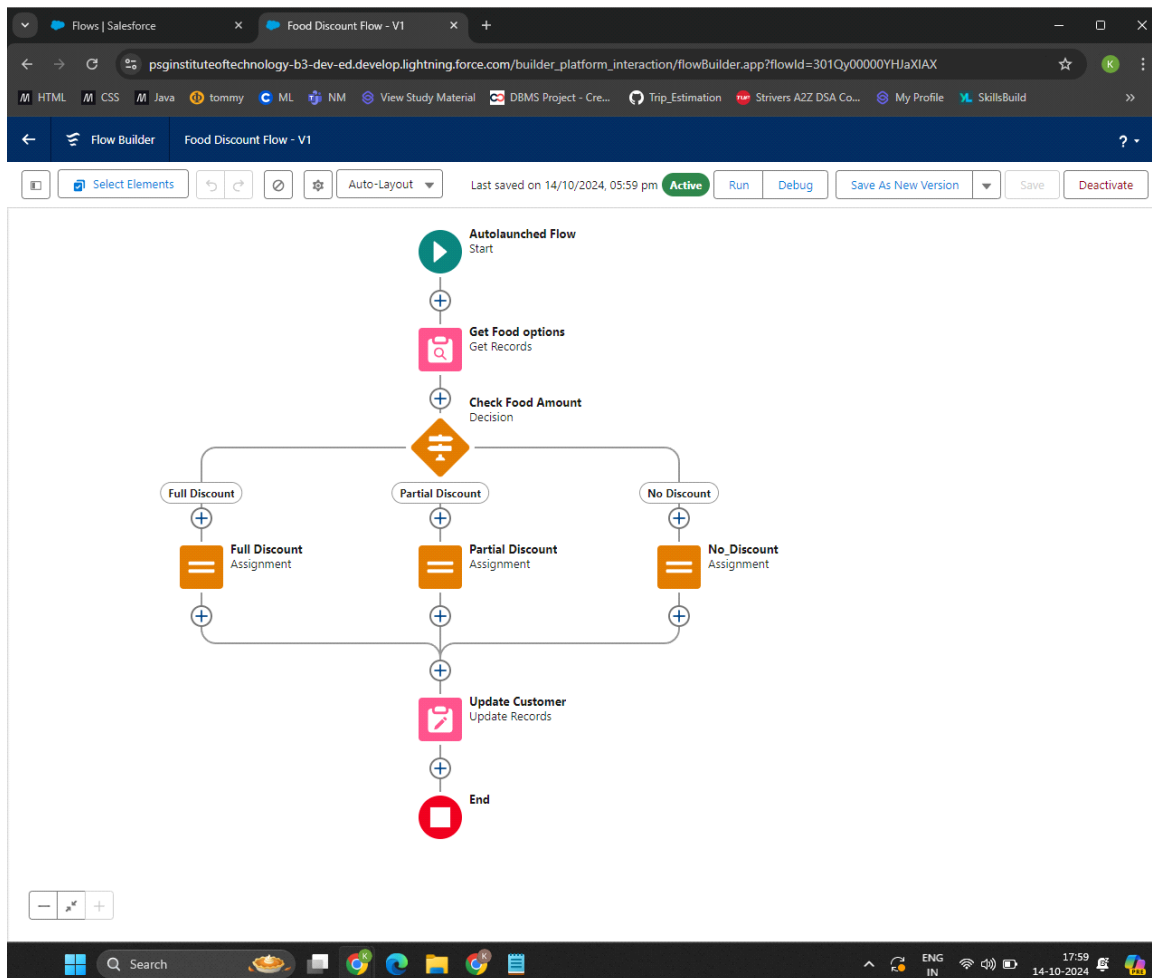 Flows | Salesforce
Food Discount Flow - V1
psginstituteoftechnology-b3-dev-ed.develop.lightning.force.com/builder_platform_interaction/flowBuilder.app?flowId=301Qy00000YHJaXIAX
K
HTML
CSS
Java
tommy
ML
NM
View Study Material
DBMS Project - Cre...
Trip_Estimation
Strivers A2Z DSA Co...
My Profile
SkillsBuild
Flow Builder
Food Discount Flow - V1
?
Select Elements
Auto-Layout
Last saved on 14/10/2024, 05:59 pm
Active
Run
Debug
Save As New Version
Save
Deactivate
Autolaunched Flow
Start
Get Food options
Get Records
Check Food Amount
Decision
Full Discount
Partial Discount
No Discount
Full Discount
Assignment
Partial Discount
Assignment
No_Discount
Assignment
Update Customer
Update Records
End
Search
ENG
IN
17:59
14-10-2024